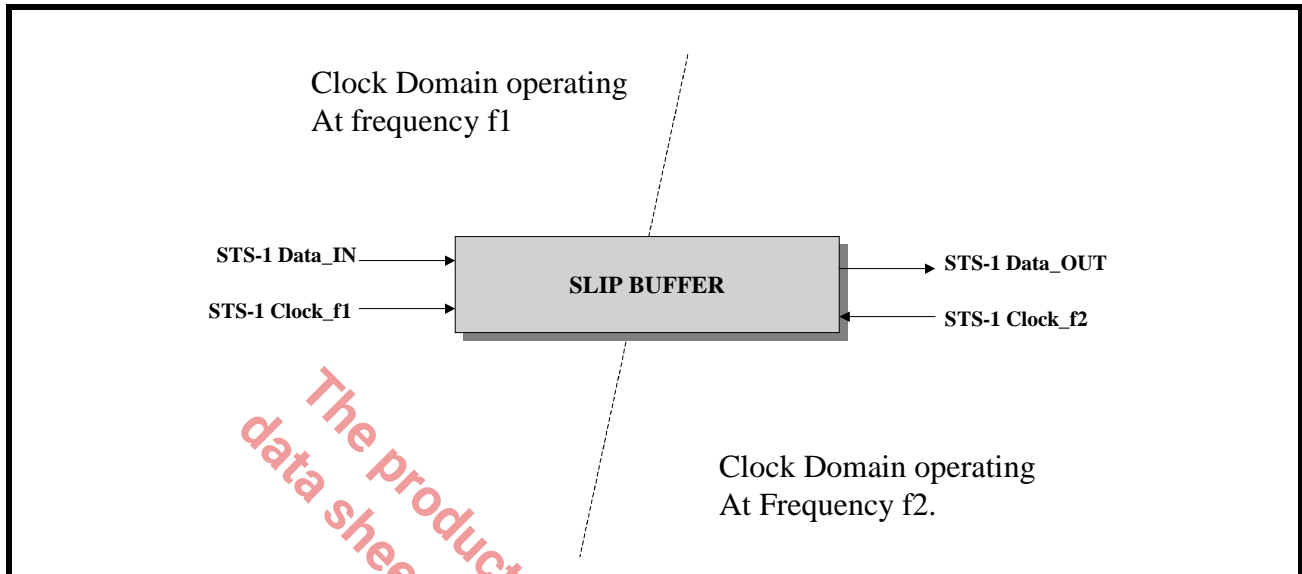 Clock Domain operating
At frequency f1
STS-1 Data_IN
STS-1 Clock_f1
SLIP BUFFER
STS-1 Data_OUT
STS-1 Clock_f2
The product
data shee
Clock Domain operating
At Frequency f2.